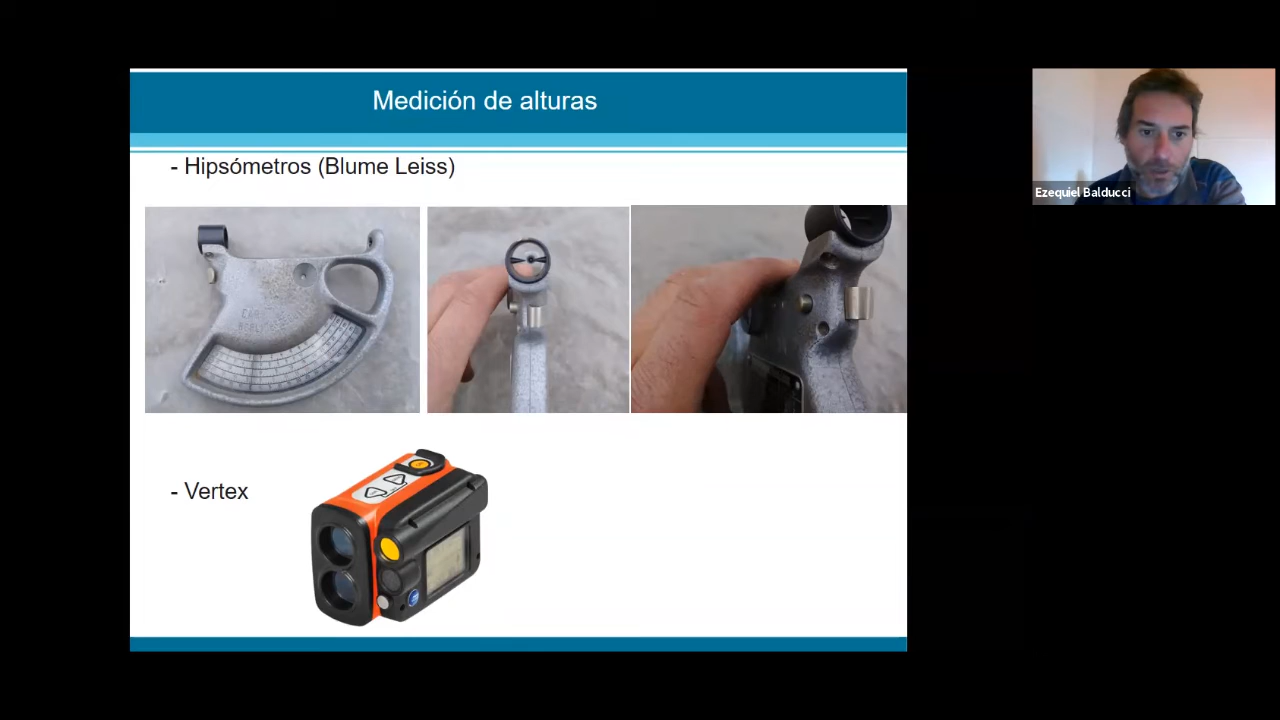 Medición de alturas
- Hipsómetros (Blume Leiss)
- Vertex
Ezequiel Balducci